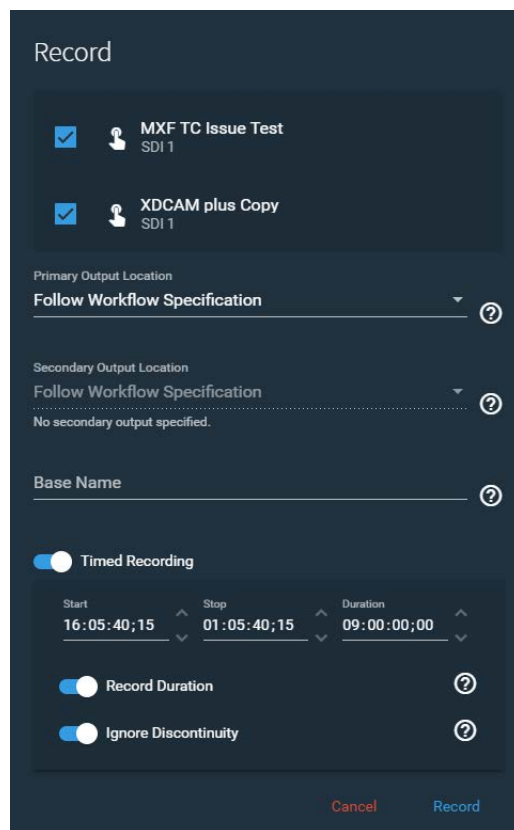 Record
MXF TC Issue Test
SDI 1
XDCAM plus Copy
SDI 1
Primary Output Location
Follow Workflow Specification
Secondary Output Location
Follow Workflow Specification
No secondary output specified.
Base Name
Timed Recording
Start Stop Duration
16:05:40;15 01:05:40;15 09:00:00;00
Record Duration
Ignore Discontinuity
Cancel Record